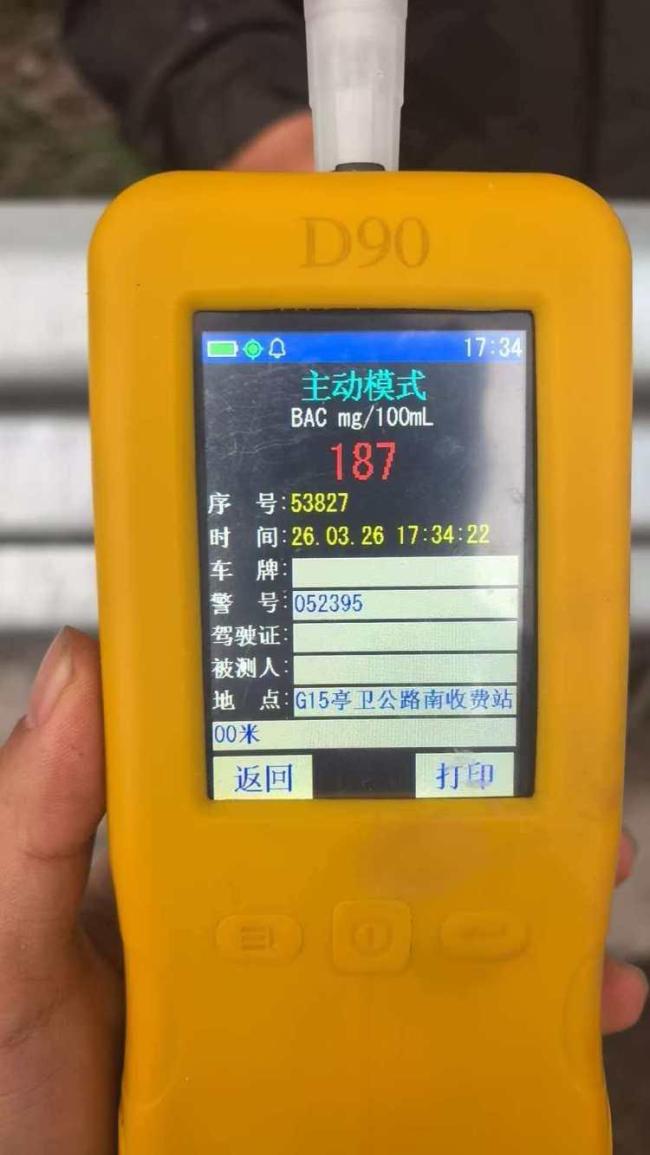 D90
17:34
主动模式
BAC mg/100mL
187
序 号:53827
时 间:26.03.26 17:34:22
车 牌:
警 号:052395
驾驶证:
被测人:
地 点:G15亭卫公路南收费站
00米
返回 打印